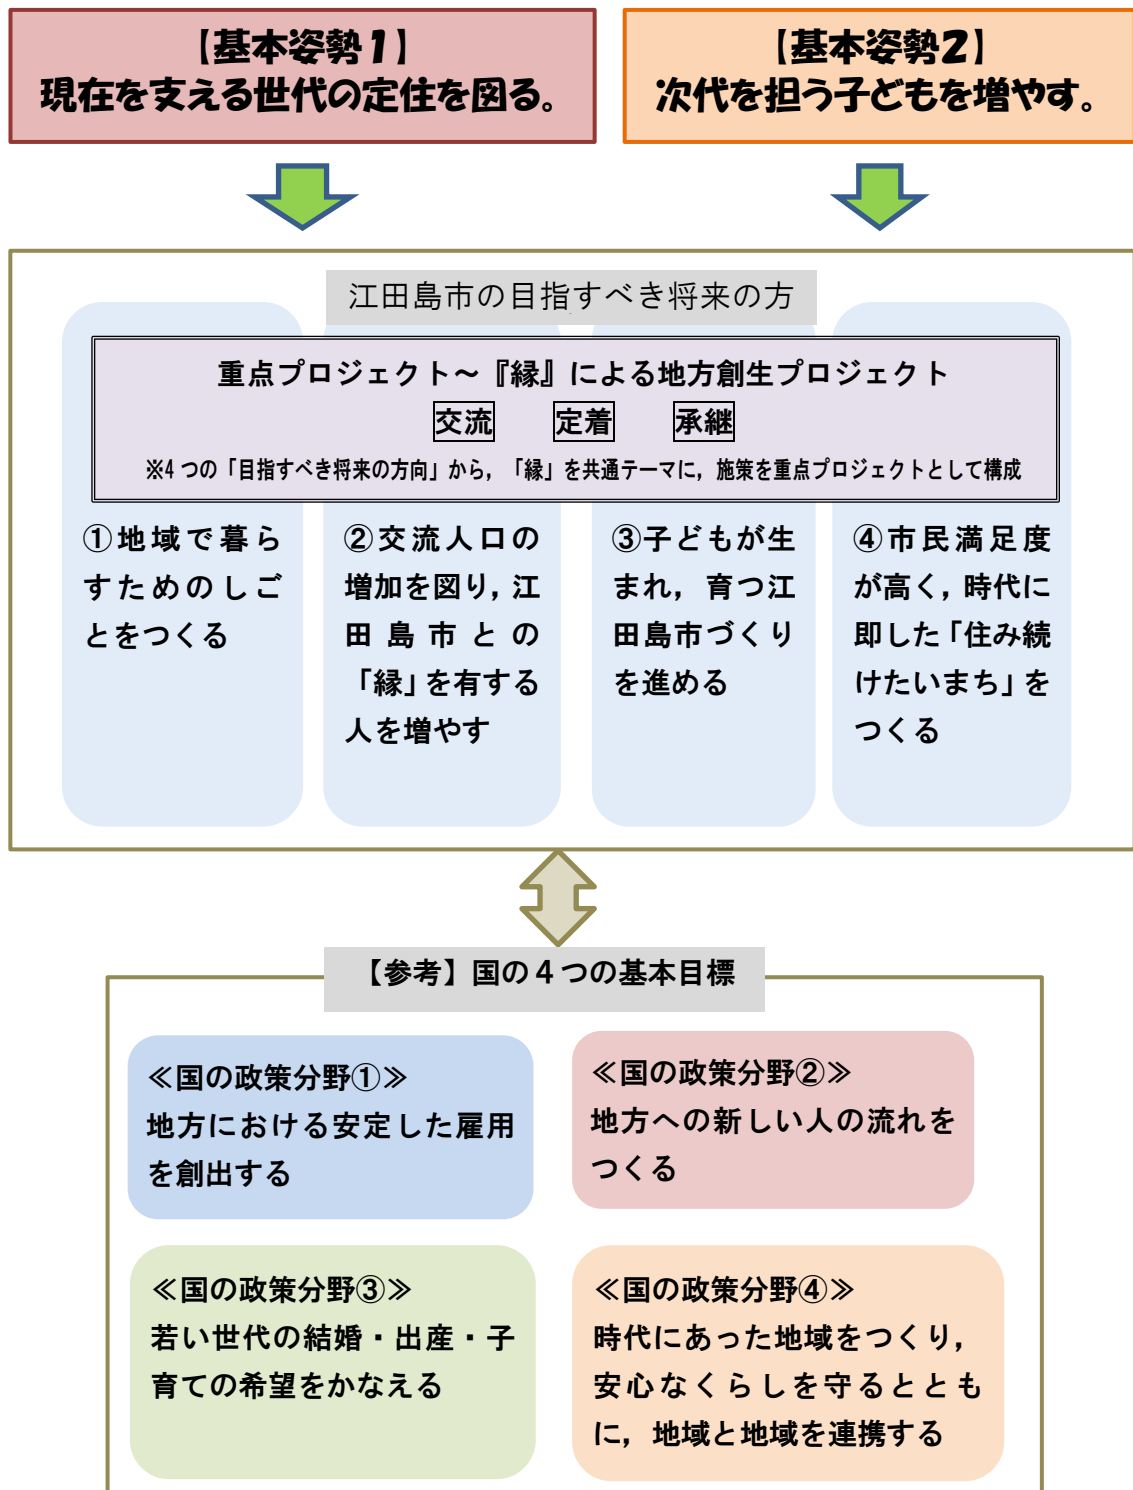 【基本姿勢1】
現在を支える世代の定住を図る。
【基本姿勢2】
次代を担う子どもを増やす。
江田島市の目指すべき将来の方
重点プロジェクト～『縁』による地方創生プロジェクト
交流 定着 承継
※4つの「目指すべき将来の方向」から，「縁」を共通テーマに，施策を重点プロジェクトとして構成
①地域で暮ら
すためのしご
とをつくる
②交流人口の
増加を図り，江
田島市との
「縁」を有する
人を増やす
③子どもが生
まれ，育つ江
田島市づくり
を進める
④市民満足度
が高く，時代に
即した「住み続
けたいまち」を
つくる
【参考】国の４つの基本目標
≪国の政策分野①≫
地方における安定した雇用
を創出する
≪国の政策分野②≫
地方への新しい人の流れを
つくる
≪国の政策分野③≫
若い世代の結婚・出産・子
育ての希望をかなえる
≪国の政策分野④≫
時代にあった地域をつくり，
安心なくらしを守るととも
に，地域と地域を連携する